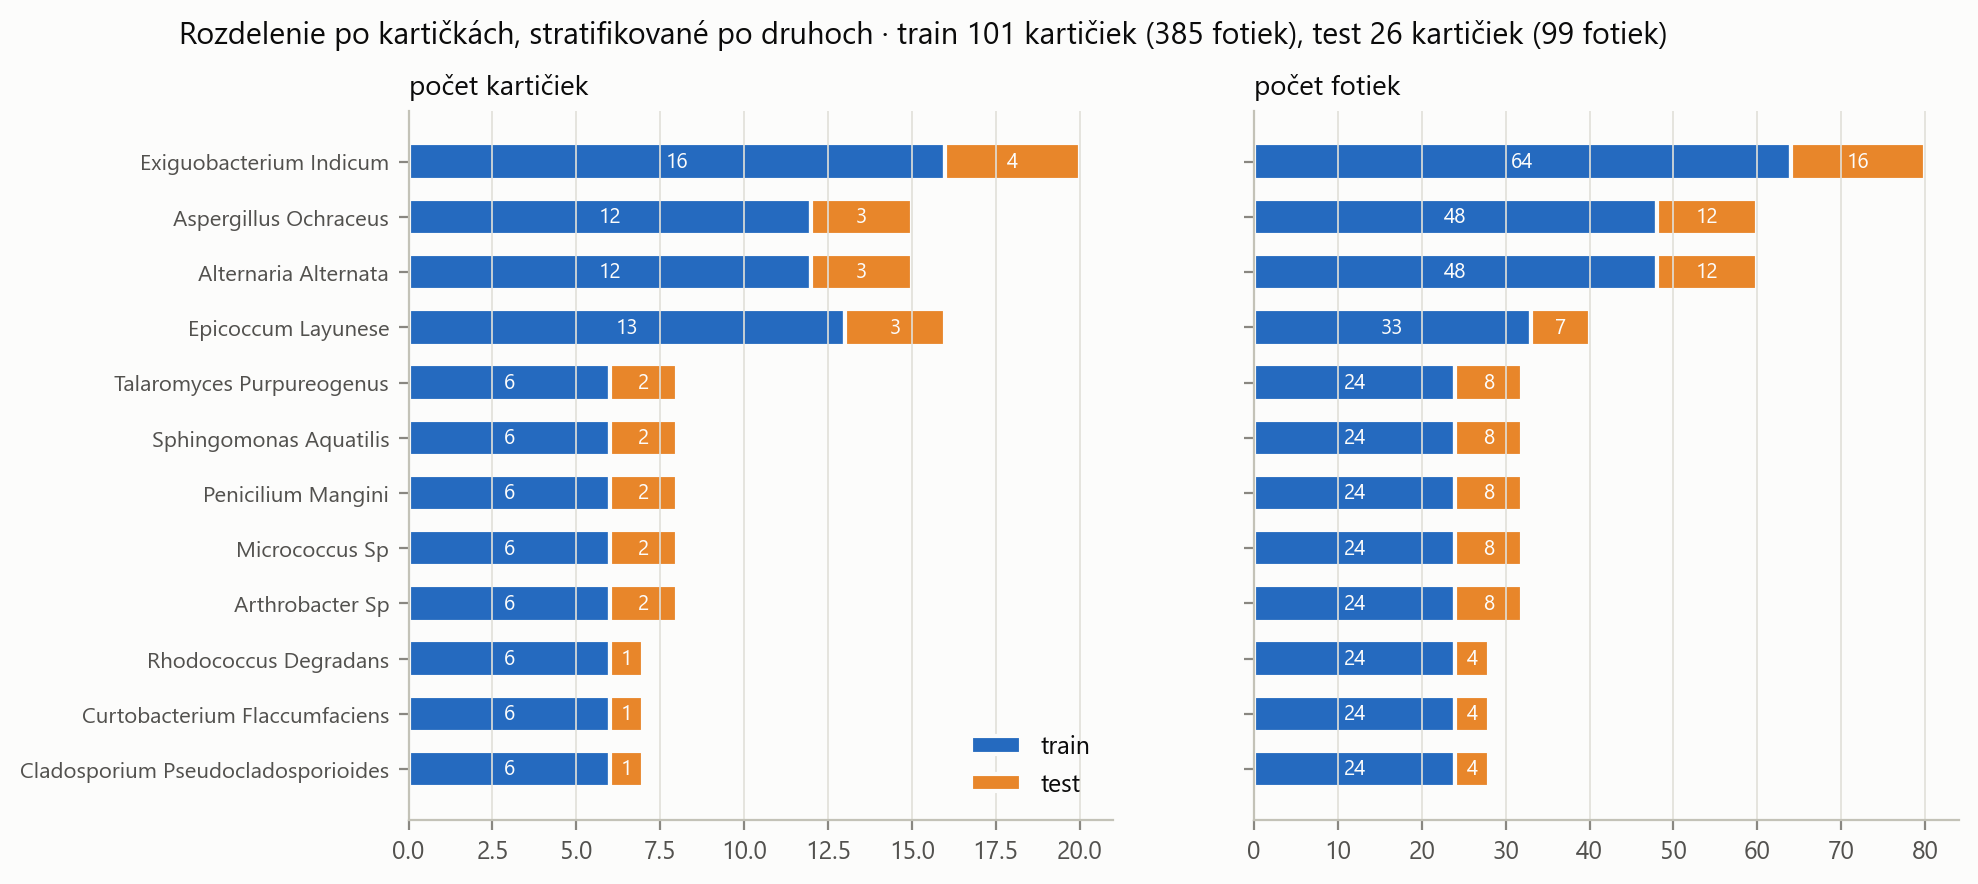 Rozdelenie po kartičkách, stratifikované po druhoch · train 101 kartičiek (385 fotiek), test 26 kartičiek (99 fotiek)
počet kartičiek
počet fotiek
Exiguobacterium Indicum 16 4 64 16
Aspergillus Ochraceus 12 3 48 12
Alternaria Alternata 12 3 48 12
Epicoccum Layunese 13 3 33 7
Talaromyces Purpureogenus 6 2 24 8
Sphingomonas Aquatilis 6 2 24 8
Penicilium Mangini 6 2 24 8
Micrococcus Sp 6 2 24 8
Arthrobacter Sp 6 2 24 8
Rhodococcus Degradans 6 1 24 4
Curtobacterium Flaccumfaciens 6 1 24 4
Cladosporium Pseudocladosporioides 6 1 24 4
train
test
0.0 2.5 5.0 7.5 10.0 12.5 15.0 17.5 20.0
0 10 20 30 40 50 60 70 80